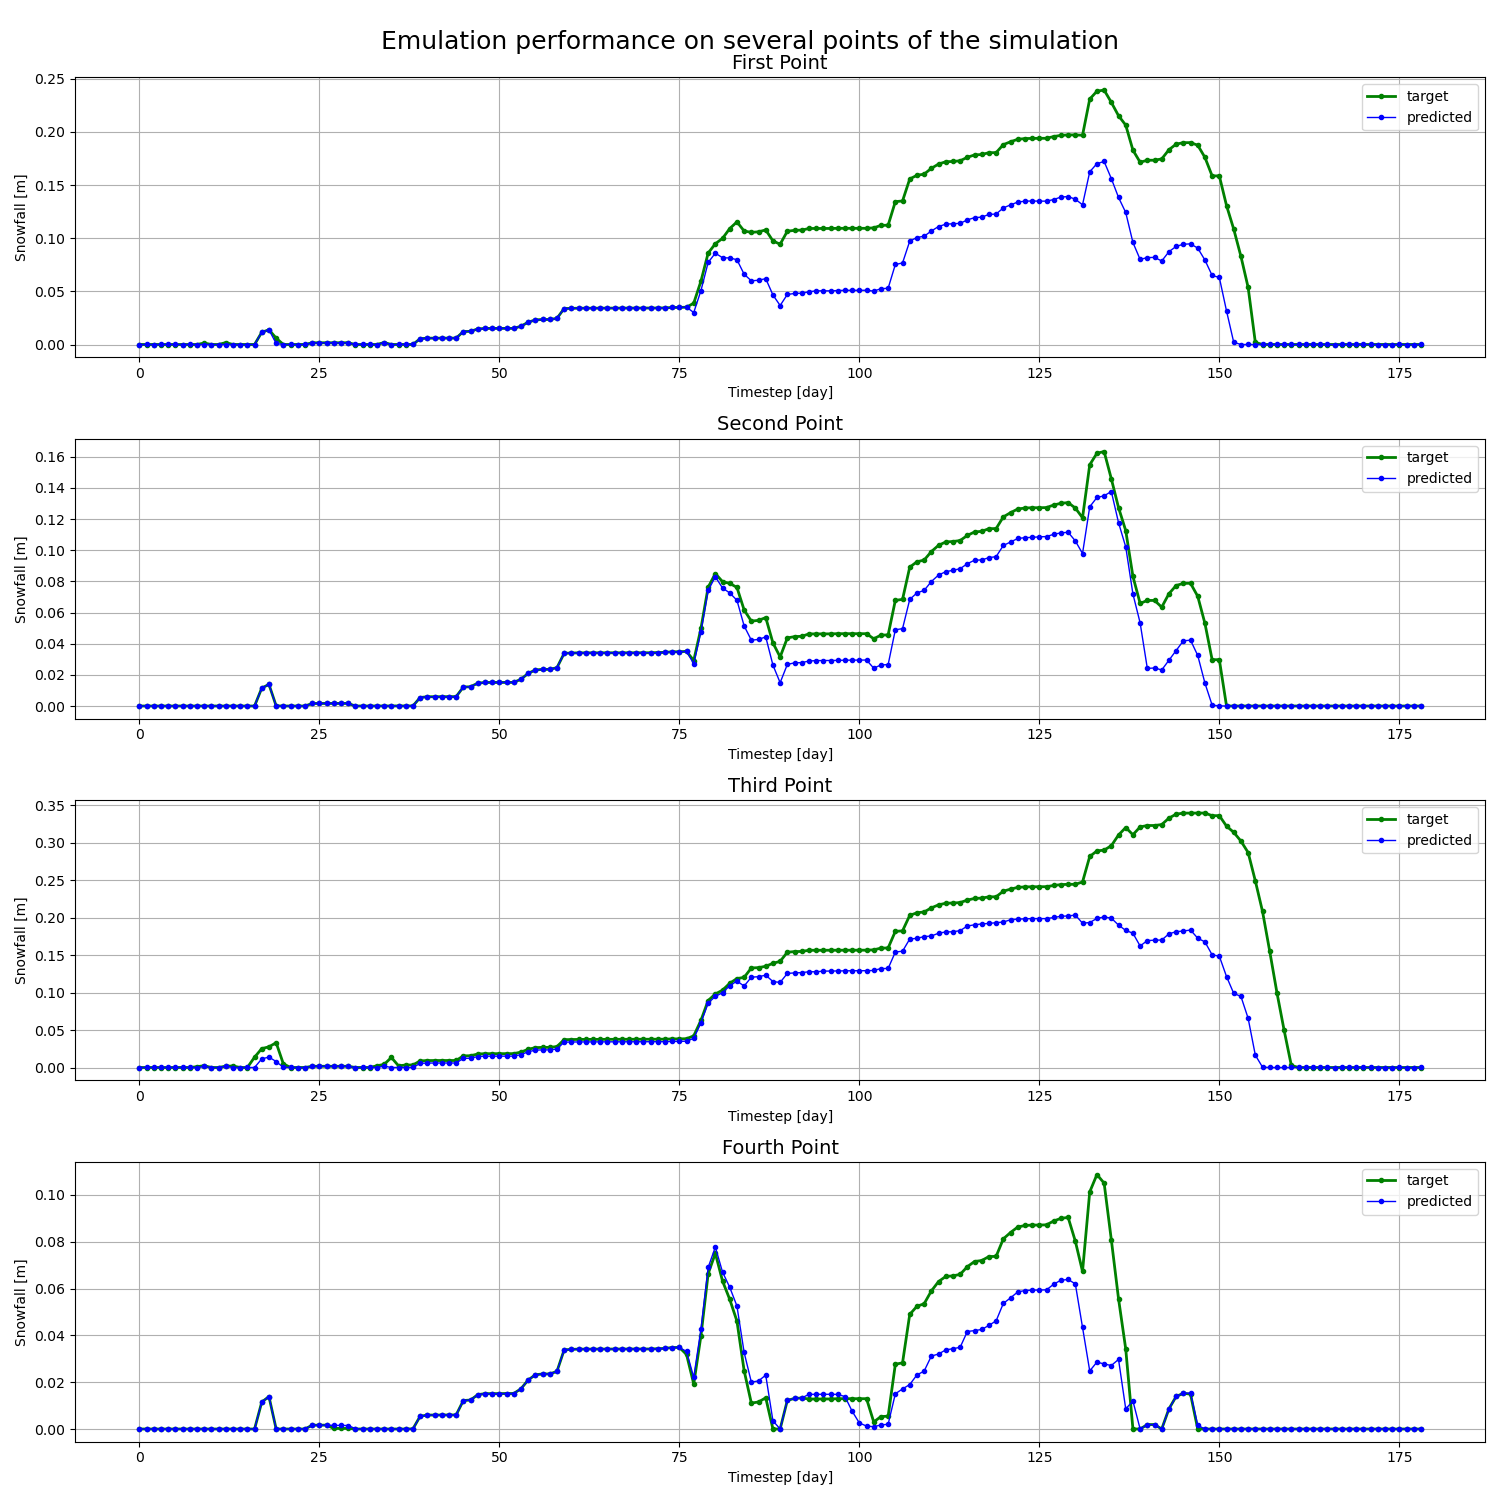 Emulation performance on several points of the simulation
First Point
0.25
0.20
0.15
0.10
0.05
0.00
Snowfall [m]
target
predicted
0 25 50 75 100 125 150 175
Timestep [day]
Second Point
0.16
0.14
0.12
0.10
0.08
0.06
0.04
0.02
0.00
Snowfall [m]
target
predicted
0 25 50 75 100 125 150 175
Timestep [day]
Third Point
0.35
0.30
0.25
0.20
0.15
0.10
0.05
0.00
Snowfall [m]
target
predicted
0 25 50 75 100 125 150 175
Timestep [day]
Fourth Point
0.10
0.08
0.06
0.04
0.02
0.00
Snowfall [m]
target
predicted
0 25 50 75 100 125 150 175
Timestep [day]